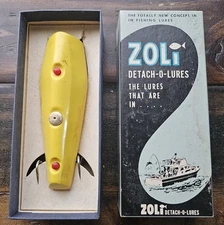 THE TOTALLY NEW CONCEPT IN
IN FISHING LURES
ZOLi
DETACH-O-LURES
THE LURES
THAT ARE
IN . . . .
ZOLi DETACH-O-LURES